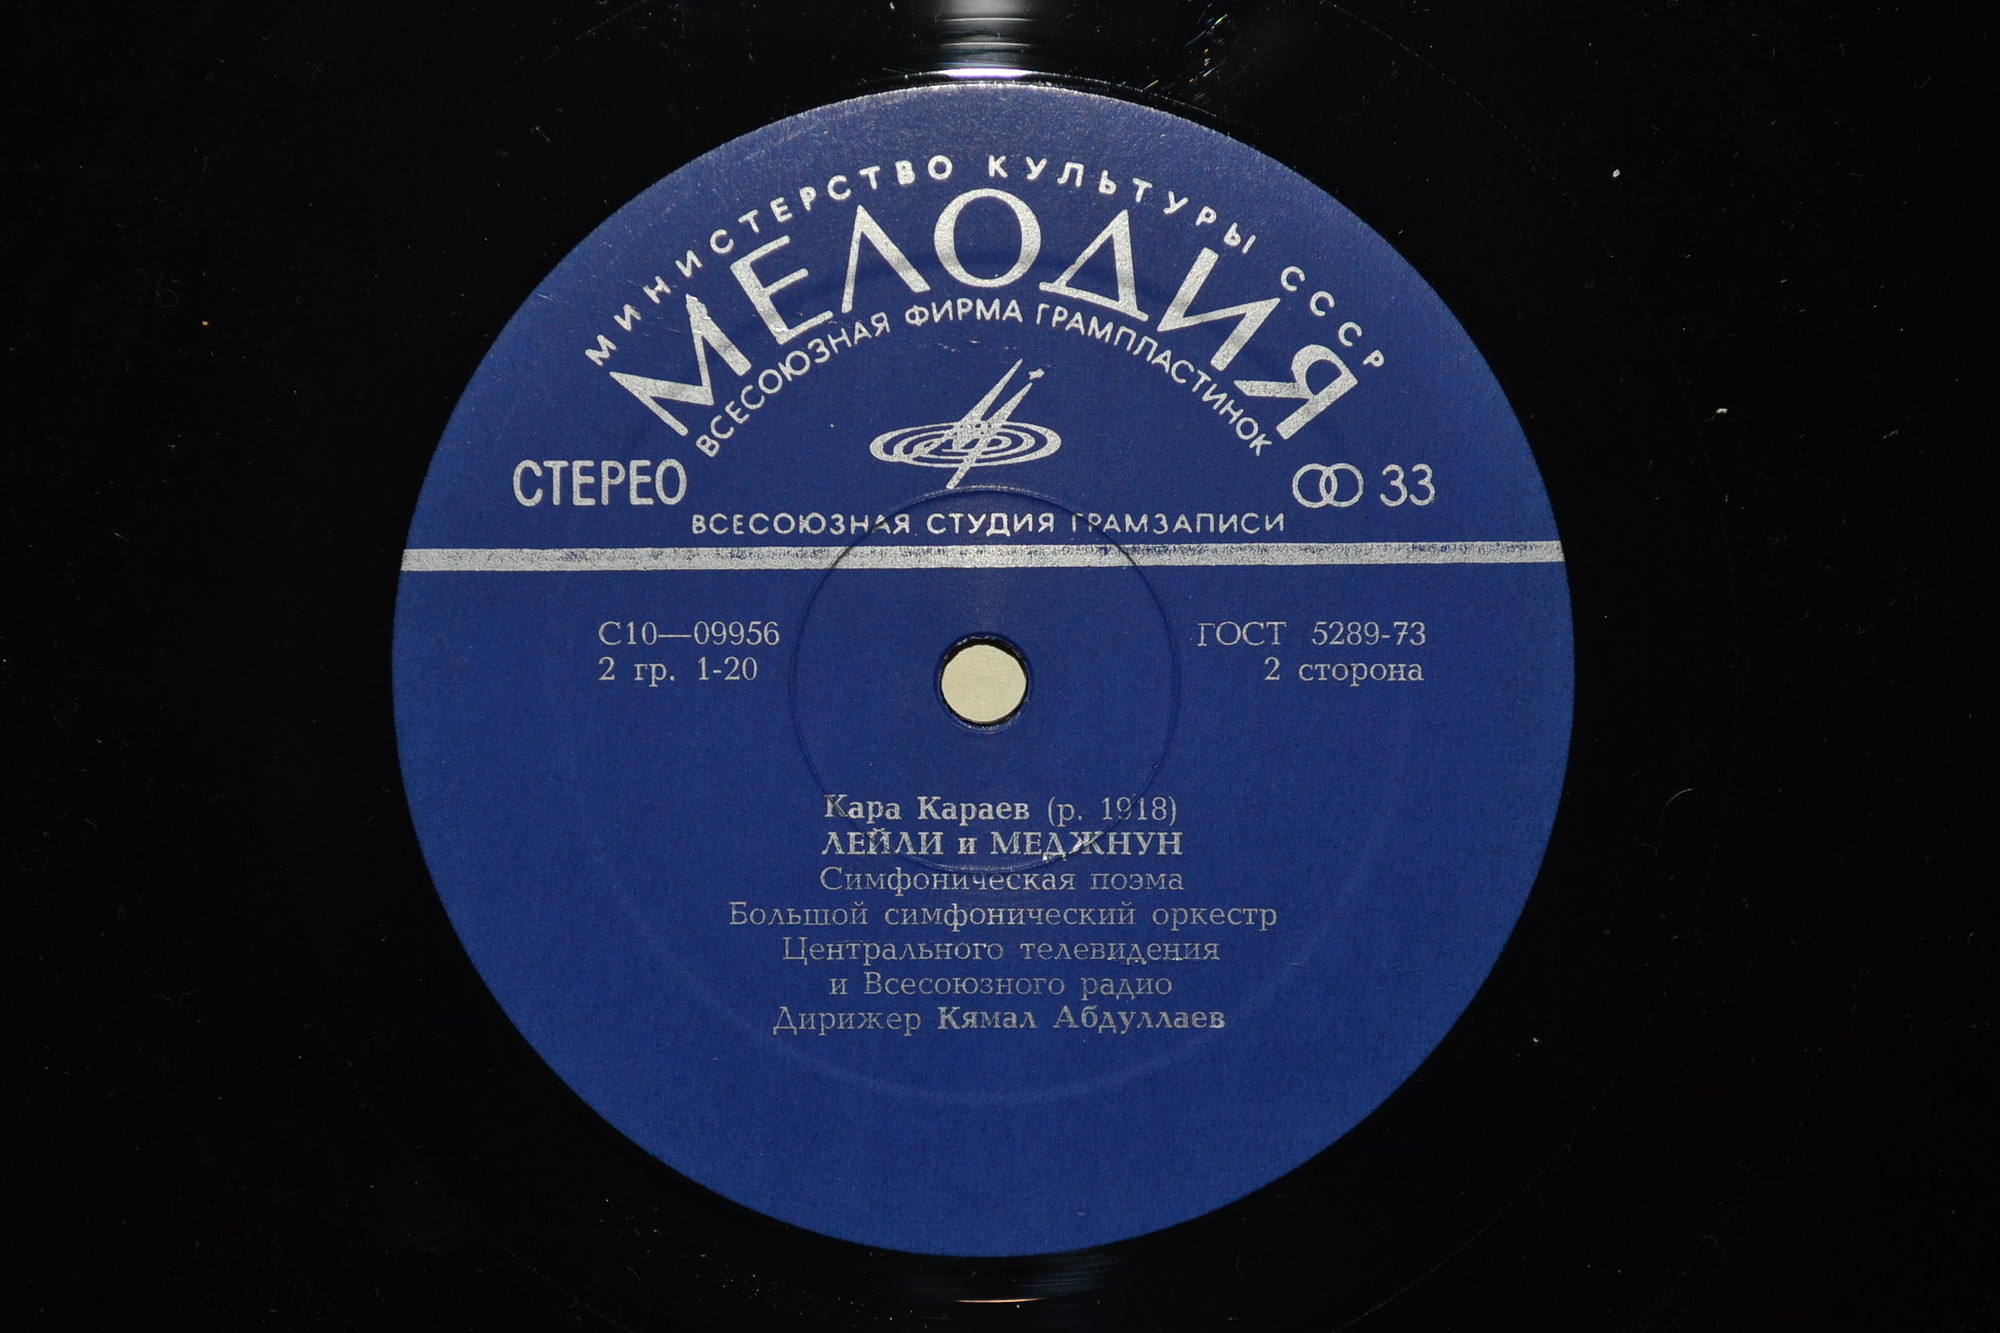 МИНИСТЕРСТВО КУЛЬТУРЫ СССР
МЕЛОДИЯ
ВСЕСОЮЗНАЯ ФИРМА ГРАМПЛАСТИНОК
СТЕРЕО
33
ВСЕСОЮЗНАЯ СТУДИЯ ГРАМЗАПИСИ
С10—09956
ГОСТ 5289-73
2 гр. 1-20
2 сторона
Кара Караев (р. 1918)
ЛЕЙЛИ и МЕДЖНУН
Симфоническая поэма
Большой симфонический оркестр
Центрального телевидения
и Всесоюзного радио
Дирижер Кямал Абдуллаев